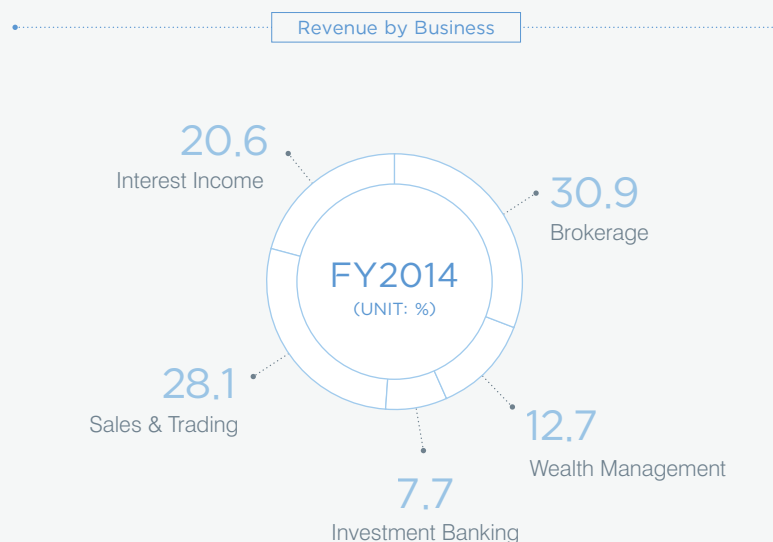 Revenue by Business
20.6
Interest Income
30.9
Brokerage
FY2014
(UNIT: %)
28.1
Sales & Trading
12.7
Wealth Management
7.7
Investment Banking